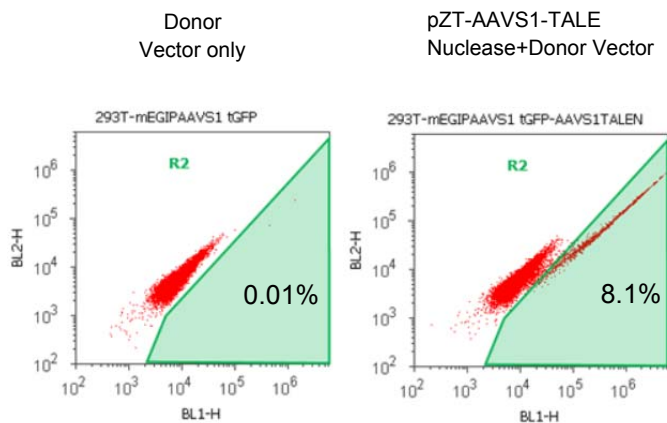 Donor
Vector only
pZT-AAVS1-TALE
Nuclease+Donor Vector
293T-mEGIPAAVS1 tGFP
R2
BL2-H
10⁶
10⁵
10⁴
10³
10²
0.01%
10² 10³ 10⁴ 10⁵ 10⁶
BL1-H
293T-mEGIPAAVS1 tGFP-AAVS1TALEN
R2
BL2-H
10⁶
10⁵
10⁴
10³
10²
8.1%
10² 10³ 10⁴ 10⁵ 10⁶
BL1-H